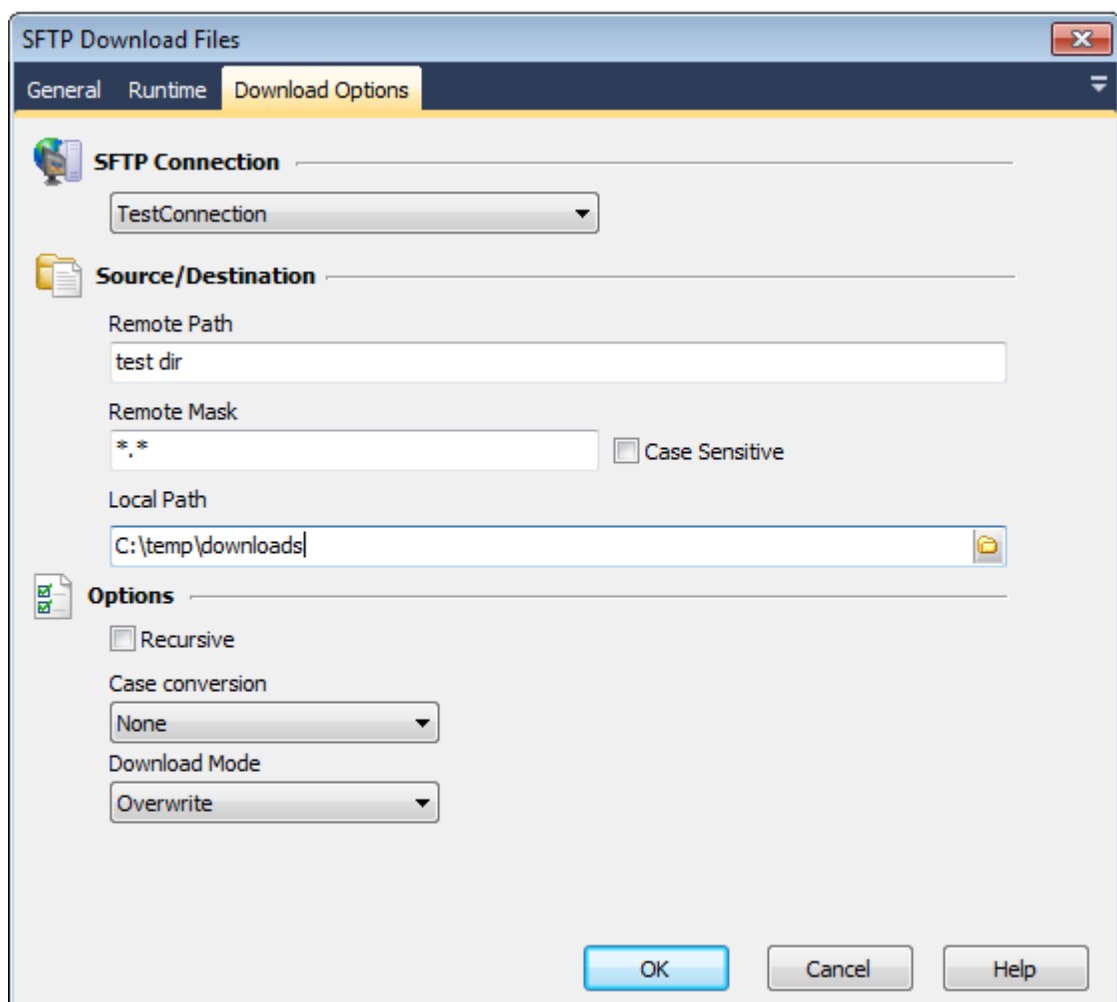 SFTP Download Files
General Runtime Download Options
SFTP Connection
TestConnection
Source/Destination
Remote Path
test dir
Remote Mask
*.* Case Sensitive
Local Path
C:\temp\downloads
Options
Recursive
Case conversion
None
Download Mode
Overwrite
OK Cancel Help